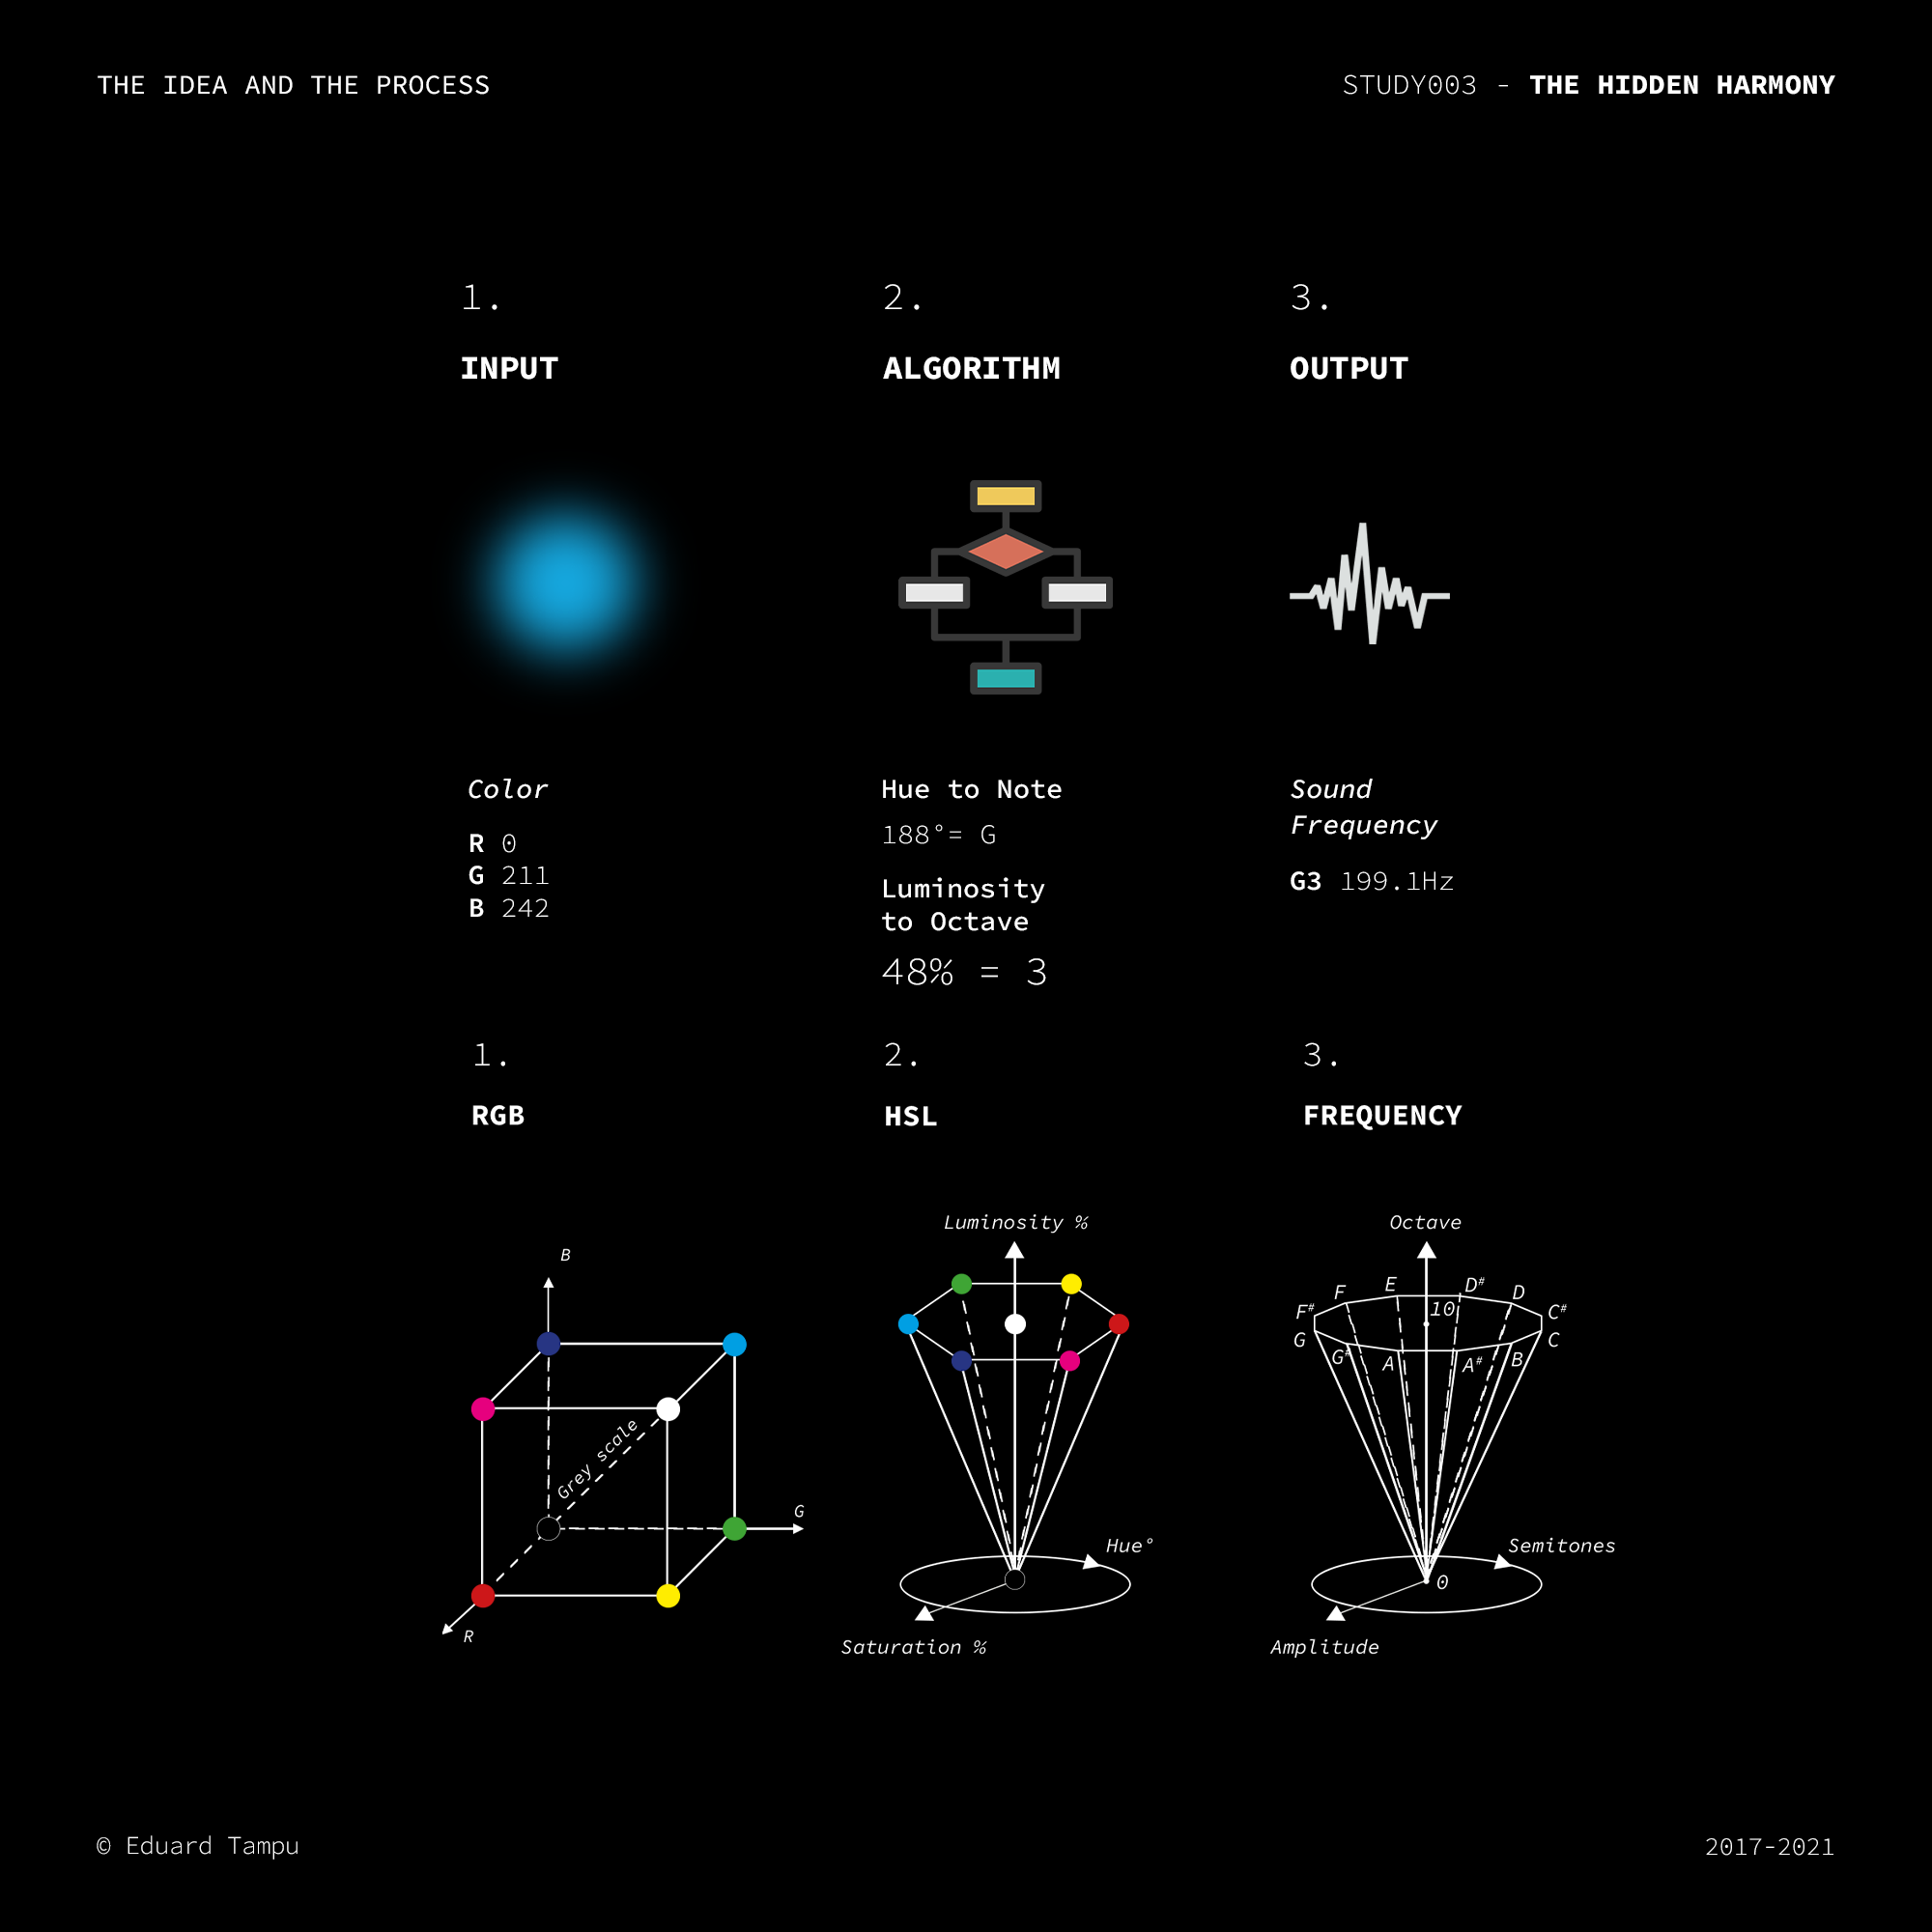 THE IDEA AND THE PROCESS
STUDY003 - THE HIDDEN HARMONY
1.
INPUT
2.
ALGORITHM
3.
OUTPUT
Color
R 0
G 211
B 242
Hue to Note
188°= G
Luminosity
to Octave
48% = 3
Sound
Frequency
G3 199.1Hz
1.
RGB
2.
HSL
3.
FREQUENCY
B
Grey scale
G
R
Luminosity %
Hue°
Saturation %
Octave
F# F E D# D C#
10
G G# A A# B C
Semitones
0
Amplitude
© Eduard Tampu
2017-2021